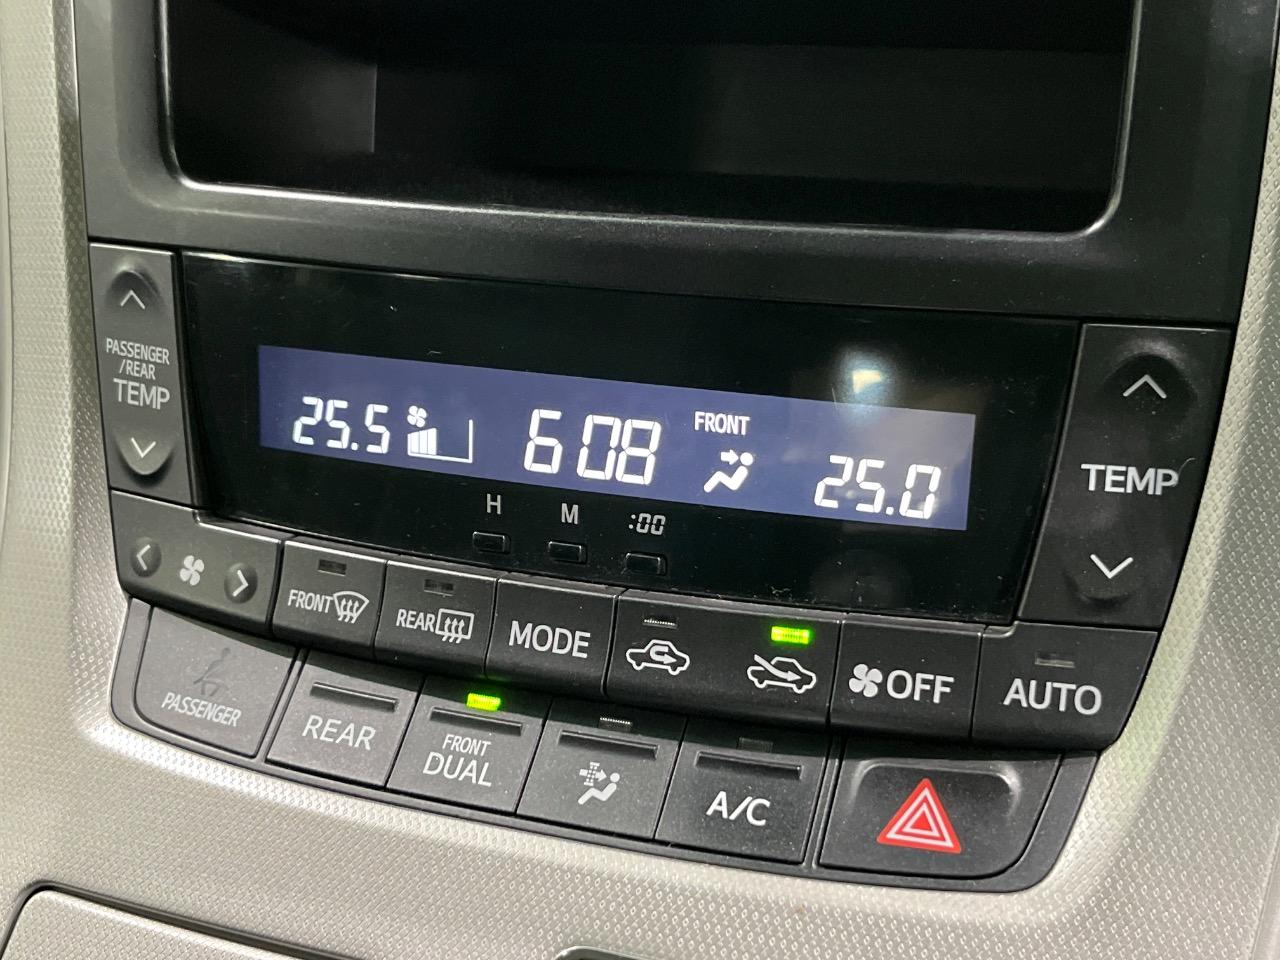 PASSENGER
/REAR
TEMP
25.5
6 08
FRONT
25.0
TEMP
H
M
:00
FRONT
REAR
MODE
OFF
AUTO
PASSENGER
REAR
FRONT
DUAL
A/C